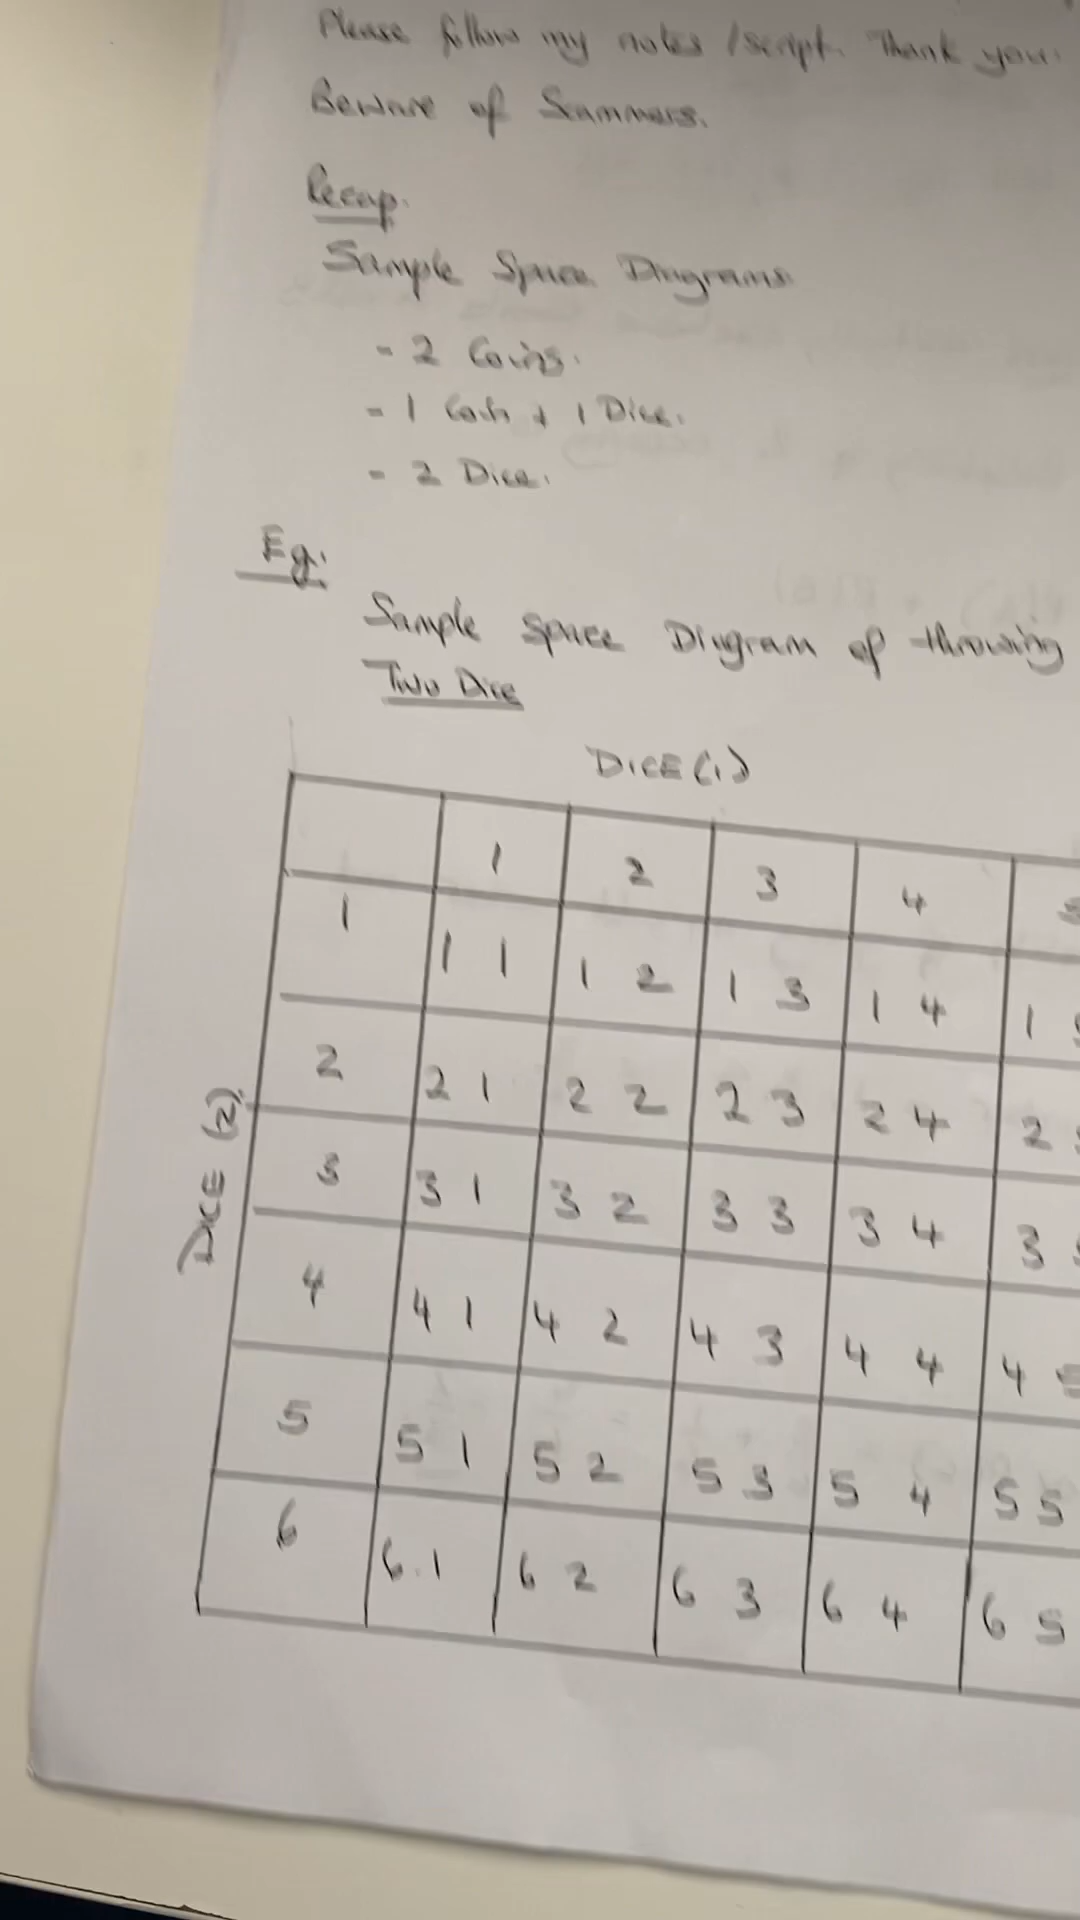 Please follow my notes /script. Thank you.
Beware of Scammers.
Recap.
Sample Space Diagrams
- 2 Coins.
- 1 Coin + 1 Dice.
- 2 Dice.
Eg:
Sample Space Diagram of throwing
Two Dice
DICE (1)
1 2 3 4 5
1 1 1 1 2 1 3 1 4 1 5
2 2 1 2 2 2 3 2 4 2
DICE (2)
3 3 1 3 2 3 3 3 4 3
4 4 1 4 2 4 3 4 4 4 5
5 5 1 5 2 5 3 5 4 5 5
6 6.1 6 2 6 3 6 4 6 5